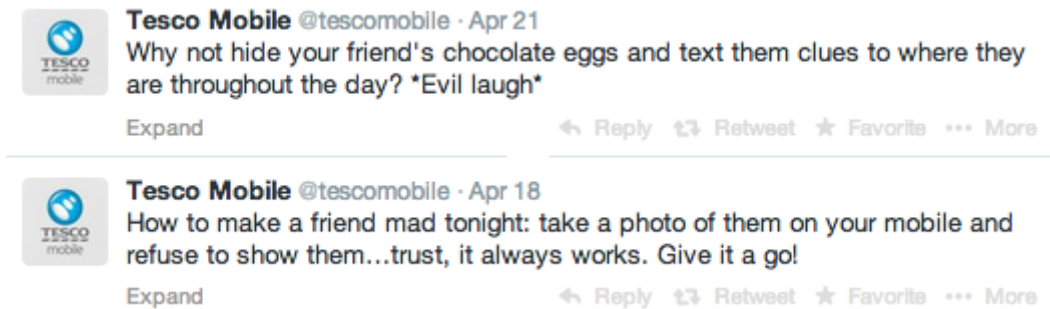 Tesco Mobile @tescomobile · Apr 21
Why not hide your friend's chocolate eggs and text them clues to where they
are throughout the day? *Evil laugh*
TESCO
mobile
Expand Reply Retweet Favorite ••• More
Tesco Mobile @tescomobile · Apr 18
How to make a friend mad tonight: take a photo of them on your mobile and
refuse to show them...trust, it always works. Give it a go!
TESCO
mobile
Expand Reply Retweet Favorite ••• More